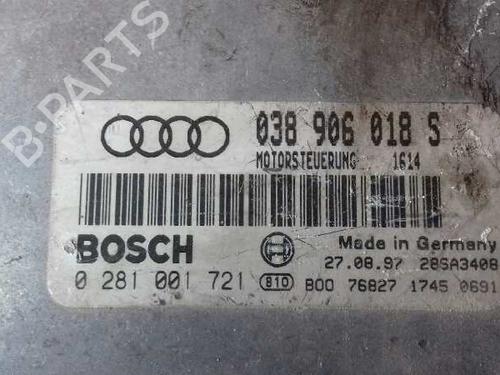 B-PARTS
038 906 018 S
MOTORSTEUERUNG 1614
BOSCH
Made in Germany
27.08.97 28SA3408
0 281 001 721 810 B00 76827 1745 0691